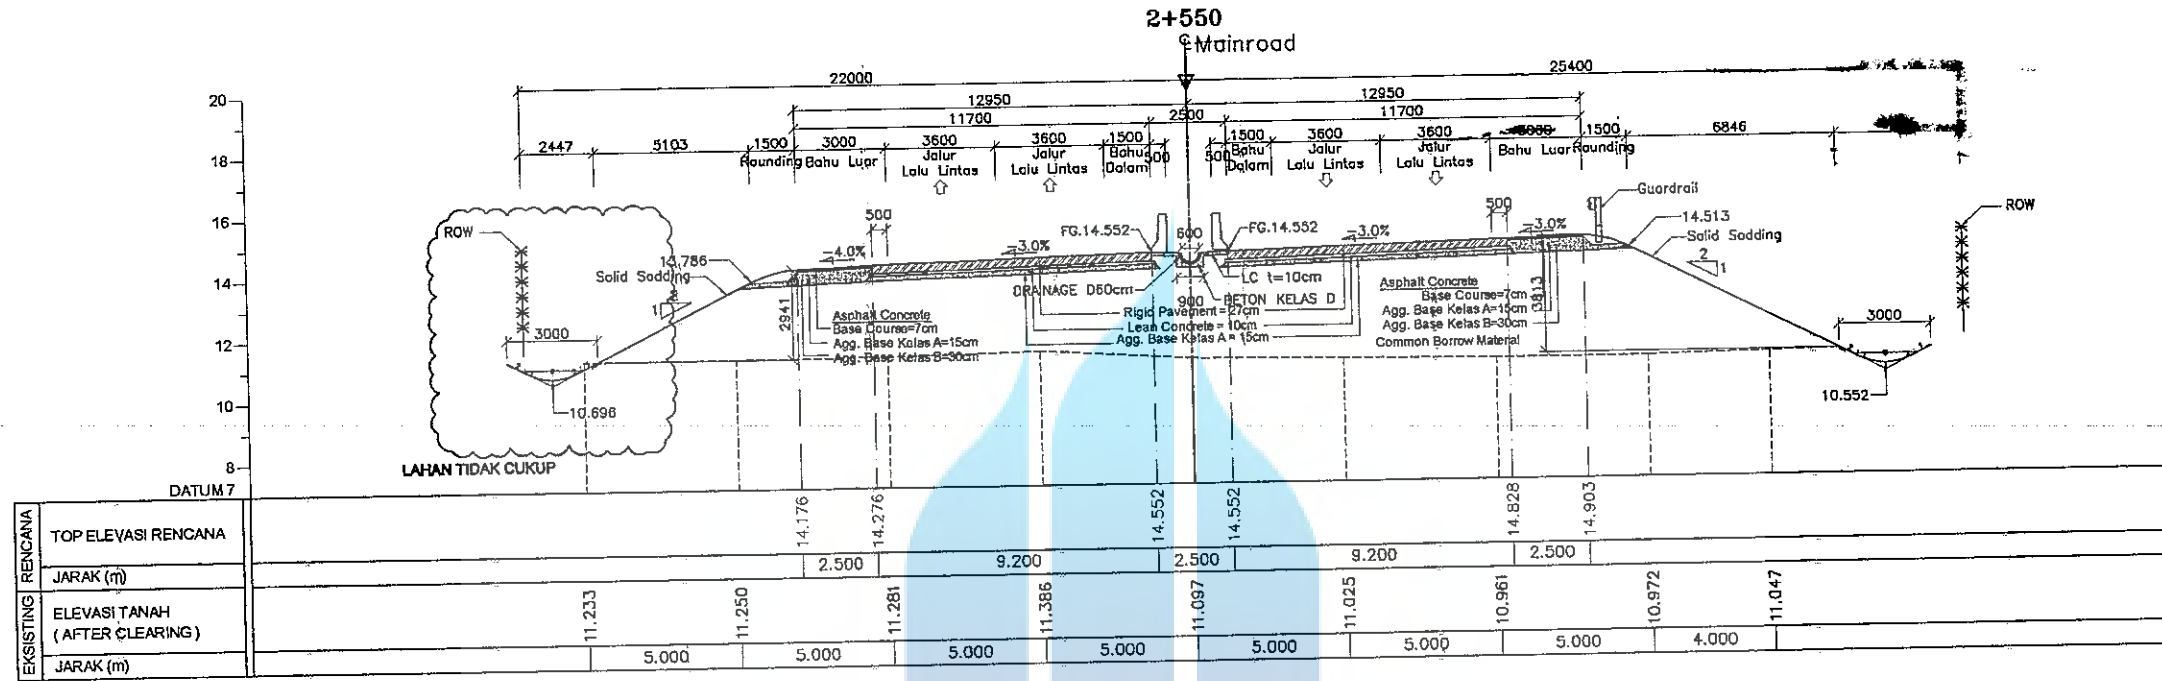 2+550
℄ Mainroad
22000
25400
12950
12950
11700
2500
11700
2447
5103
1500
3000
3600
3600
1500
500
500
1500
3600
3600
1500
6846
Rounding
Bahu Luar
Jalur
Lalu Lintas
Jalur
Lalu Lintas
Bahu
Dalam
Bahu
Dalam
Jalur
Lalu Lintas
Jalur
Lalu Lintas
Bahu Luar
Rounding
20
18
16
14
12
10
8
DATUM 7
ROW
Solid Sodding
500
-4.0%
-3.0%
FG.14.552
600
FG.14.552
-3.0%
500
-3.0%
Guardrail
14.513
Solid Sodding
2
1
ROW
1
3000
2941
Asphalt Concrete
Base Course=7cm
Agg. Base Kelas A=15cm
Agg. Base Kelas B=30cm
DRAINAGE D60cm
900
LC t=10cm
BETON KELAS D
Rigid Pavement = 27cm
Lean Concrete = 10cm
Agg. Base Kelas A = 15cm
Asphalt Concrete
Base Course=7cm
Agg. Base Kelas A=15cm
Agg. Base Kelas B=30cm
Common Borrow Material
3813
3000
10.696
10.552
LAHAN TIDAK CUKUP
RENCANA
TOP ELEVASI RENCANA
14.176
14.276
14.552
14.552
14.828
14.903
JARAK (m)
2.500
9.200
2.500
9.200
2.500
EKSISTING
ELEVASI TANAH
( AFTER CLEARING )
11.233
11.250
11.281
11.386
11.097
11.025
10.961
10.972
11.047
JARAK (m)
5.000
5.000
5.000
5.000
5.000
5.000
5.000
4.000